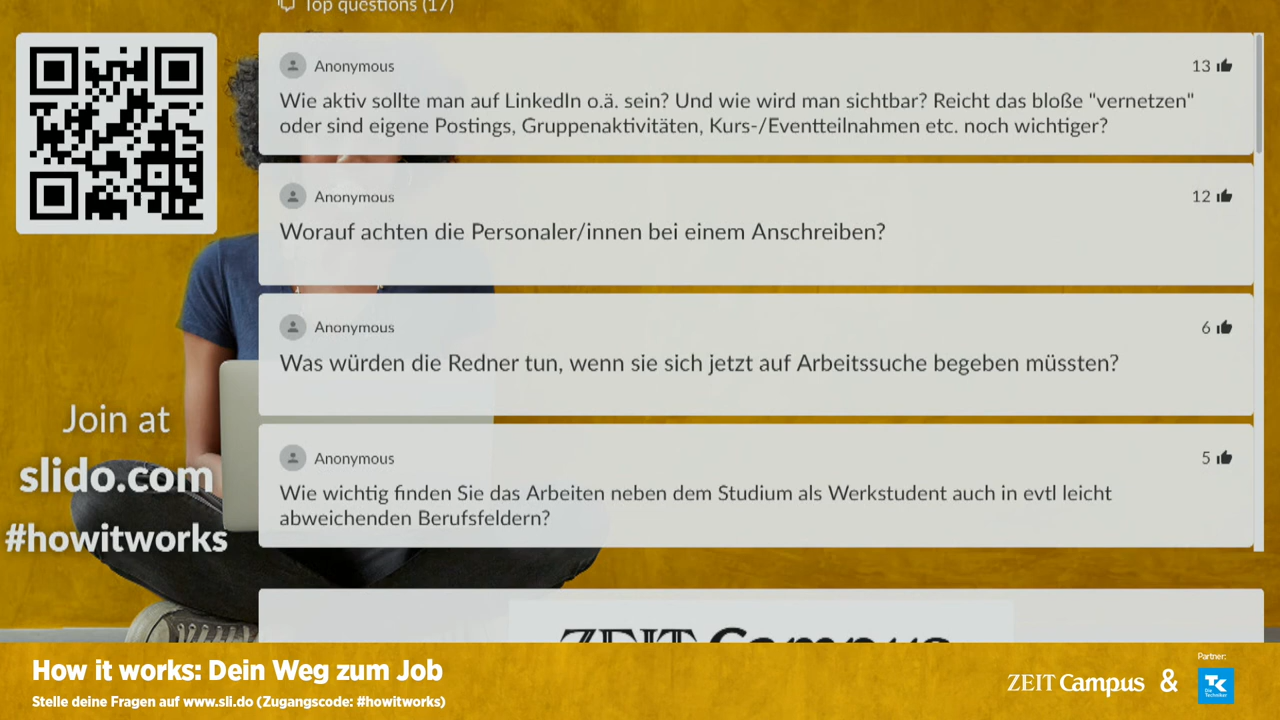 Top questions (17)
Anonymous
13
Wie aktiv sollte man auf LinkedIn o.ä. sein? Und wie wird man sichtbar? Reicht das bloße "vernetzen"
oder sind eigene Postings, Gruppenaktivitäten, Kurs-/Eventteilnahmen etc. noch wichtiger?
Anonymous
12
Worauf achten die Personaler/innen bei einem Anschreiben?
Anonymous
6
Was würden die Redner tun, wenn sie sich jetzt auf Arbeitssuche begeben müssten?
Anonymous
5
Wie wichtig finden Sie das Arbeiten neben dem Studium als Werkstudent auch in evtl leicht
abweichenden Berufsfeldern?
Join at
slido.com
#howitworks
ZEIT Campus
How it works: Dein Weg zum Job
Stelle deine Fragen auf www.sli.do (Zugangscode: #howitworks)
ZEIT Campus &
Partner:
TK
Die
Techniker